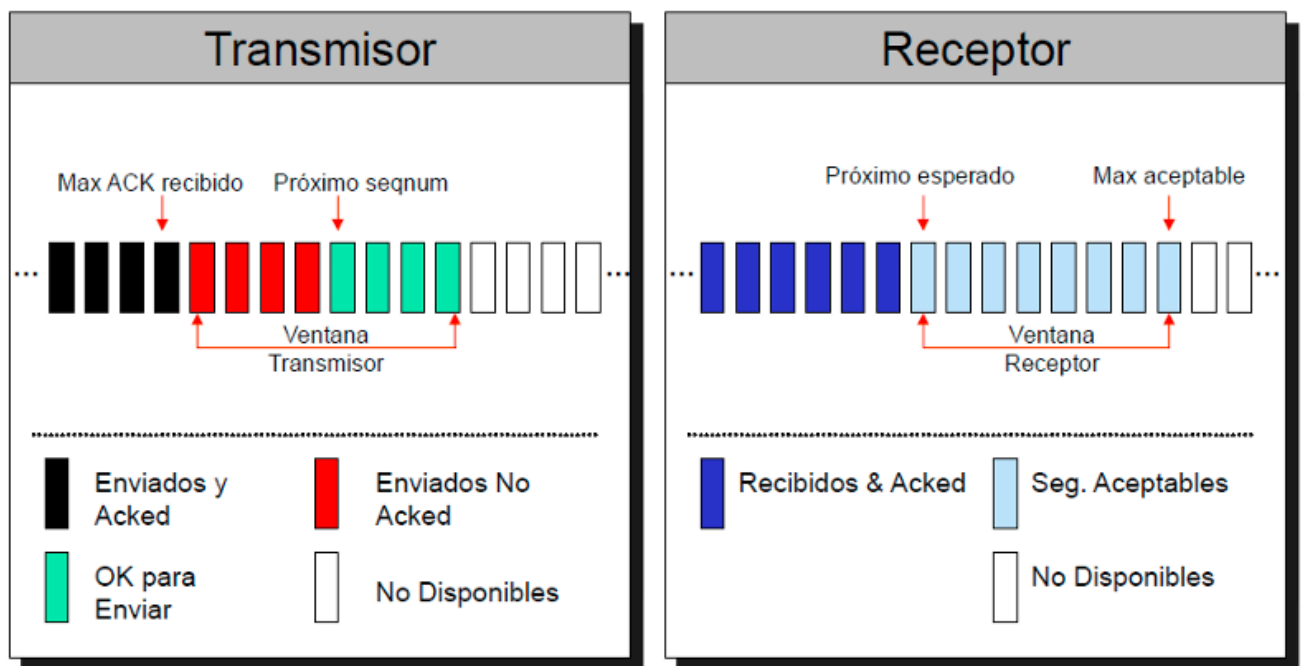 Transmisor
Max ACK recibido
Próximo seqnum
...
...
Ventana
Transmisor
Enviados y
Acked
Enviados No
Acked
OK para
Enviar
No Disponibles
Receptor
Próximo esperado
Max aceptable
...
...
Ventana
Receptor
Recibidos & Acked
Seg. Aceptables
No Disponibles